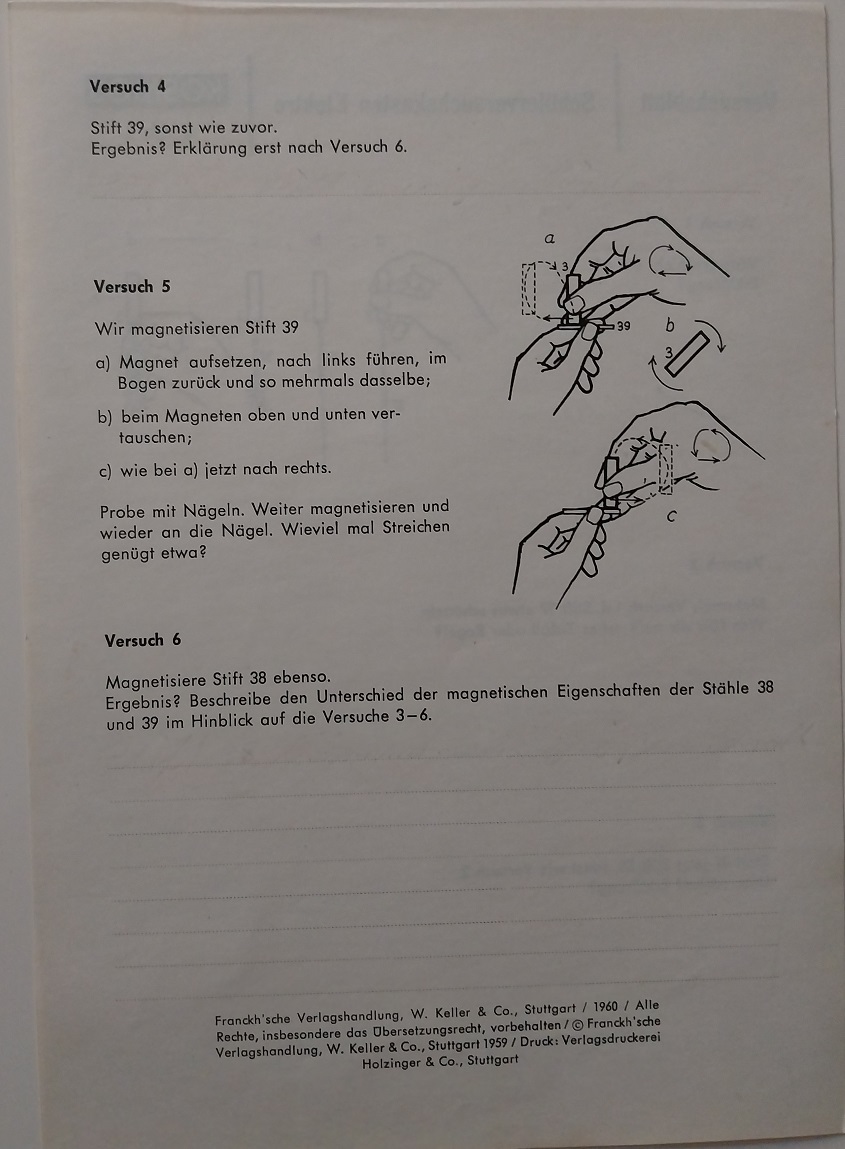 Versuch 4
Stift 39, sonst wie zuvor.
Ergebnis? Erklärung erst nach Versuch 6.
Versuch 5
Wir magnetisieren Stift 39
a) Magnet aufsetzen, nach links führen, im
Bogen zurück und so mehrmals dasselbe;
b) beim Magneten oben und unten ver-
tauschen;
c) wie bei a) jetzt nach rechts.
Probe mit Nägeln. Weiter magnetisieren und
wieder an die Nägel. Wieviel mal Streichen
genügt etwa?
a
3
39
b
3
c
Versuch 6
Magnetisiere Stift 38 ebenso.
Ergebnis? Beschreibe den Unterschied der magnetischen Eigenschaften der Stähle 38
und 39 im Hinblick auf die Versuche 3–6.
Franckh'sche Verlagshandlung, W. Keller & Co., Stuttgart / 1960 / Alle
Rechte, insbesondere das Übersetzungsrecht, vorbehalten / © Franckh'sche
Verlagshandlung, W. Keller & Co., Stuttgart 1959 / Druck: Verlagsdruckerei
Holzinger & Co., Stuttgart